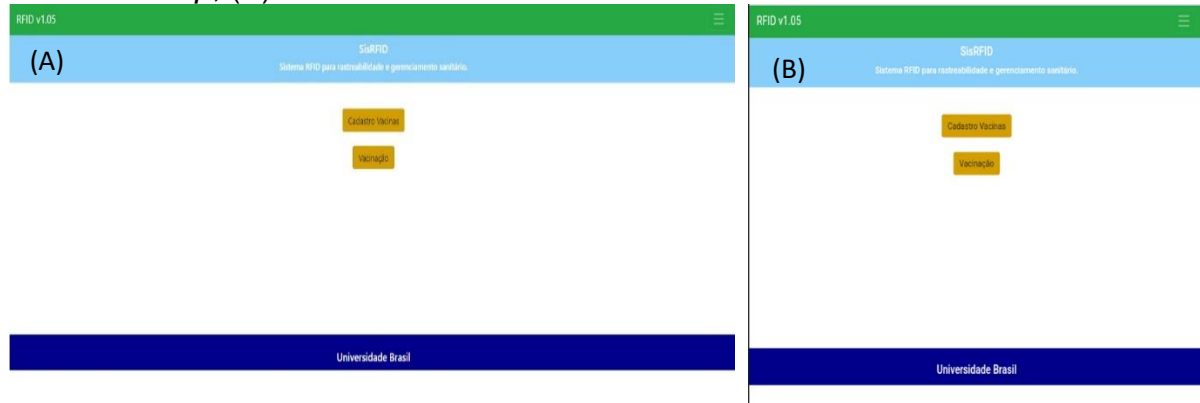 RFID v1.05
(A)
SisRFID
Sistema RFID para rastreabilidade e gerenciamento sanitário.
Cadastro Vacinas
Vacinação
Universidade Brasil
RFID v1.05
(B)
SisRFID
Sistema RFID para rastreabilidade e gerenciamento sanitário.
Cadastro Vacinas
Vacinação
Universidade Brasil